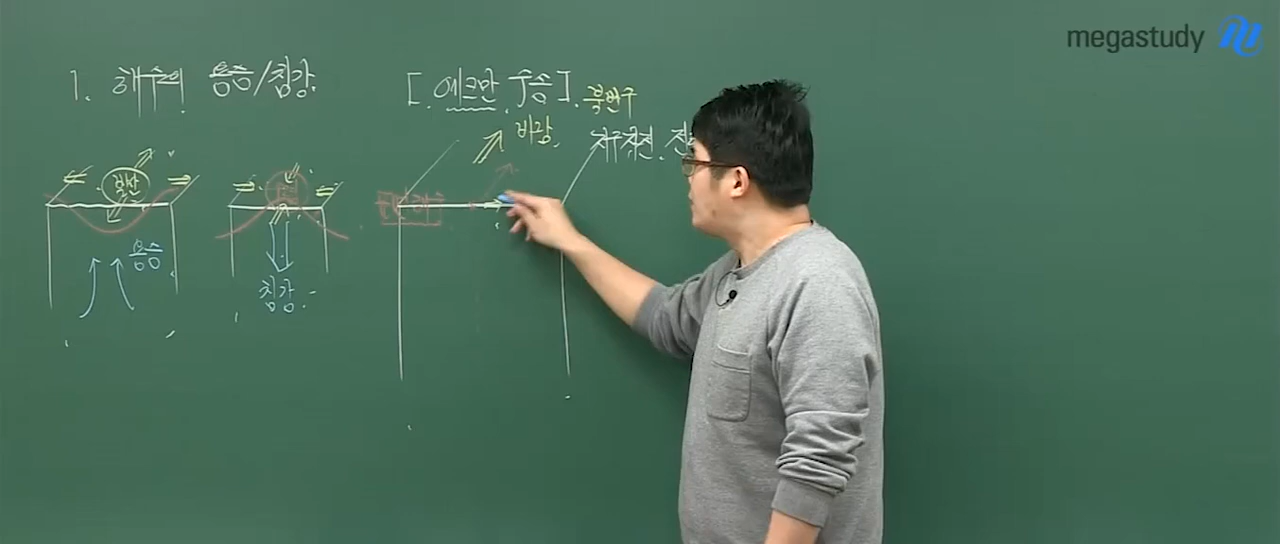 megastudy
1. 해수의 용승/침강
[에크만 수송]. 북반구
바람
발산
용승
침강